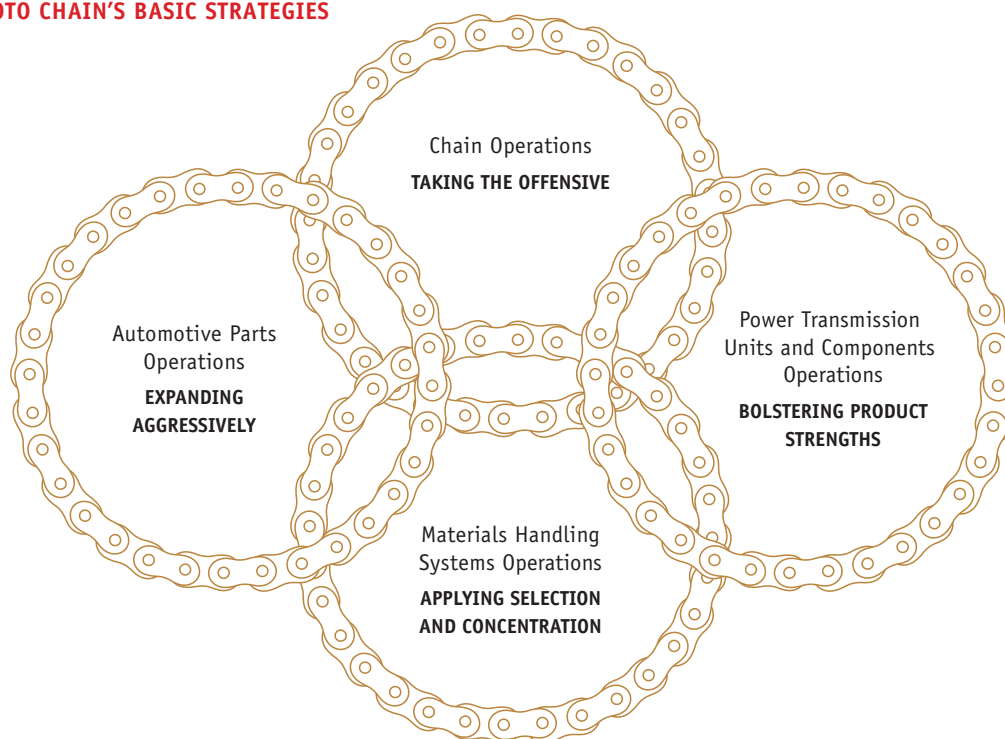 OTO CHAIN'S BASIC STRATEGIES
Chain Operations
TAKING THE OFFENSIVE
Automotive Parts
Operations
EXPANDING
AGGRESSIVELY
Power Transmission
Units and Components
Operations
BOLSTERING PRODUCT
STRENGTHS
Materials Handling
Systems Operations
APPLYING SELECTION
AND CONCENTRATION